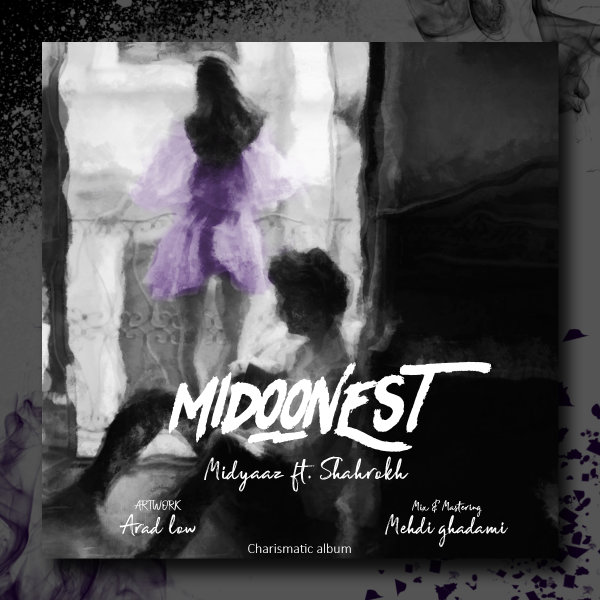 MIDOONEST
Midyaaz ft. Shahrokh
ARTWORK
Arad low
Mix & Mastering
Mehdi ghadami
Charismatic album